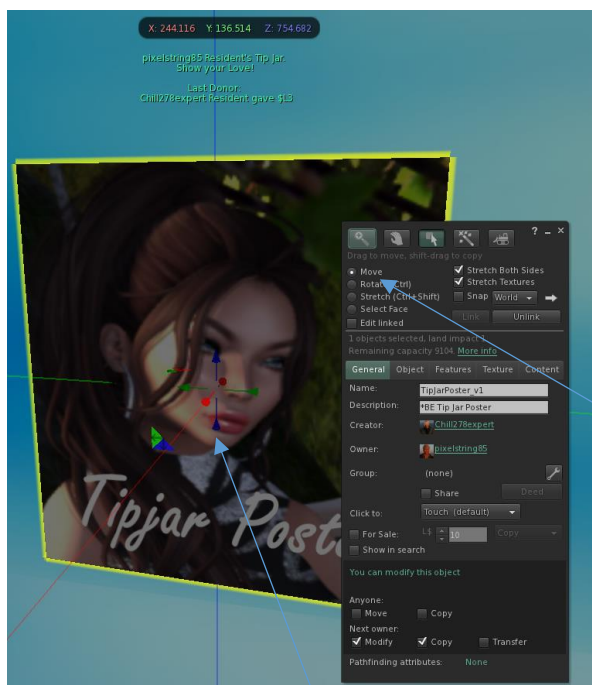 X: 244.116 Y: 136.514 Z: 754.682
pixelstring85 Resident's Tip Jar.
Show your Love!
Last Donor:
Chill278expert Resident gave $L3
Tipjar
? _ ×
Drag to move, shift-drag to copy
Move
Stretch Both Sides
Stretch Textures
Stretch (Ctrl+Shift)
Snap World
Select Face
Edit linked
Link Unlink
1 objects selected, land impact
Remaining capacity 9104 More info
General Object Features Texture Content
Name: TipJarPoster_v1
Description: *BE Tip Jar Poster
Creator: Chill278expert
Owner: pixelstring85
Group: (none)
Share Deed
Click to: Touch (default)
For Sale: L$ 10 Copy
Show in search
You can modify this object
Anyone:
Move Copy
Next owner:
Modify Copy Transfer
Pathfinding attributes: None